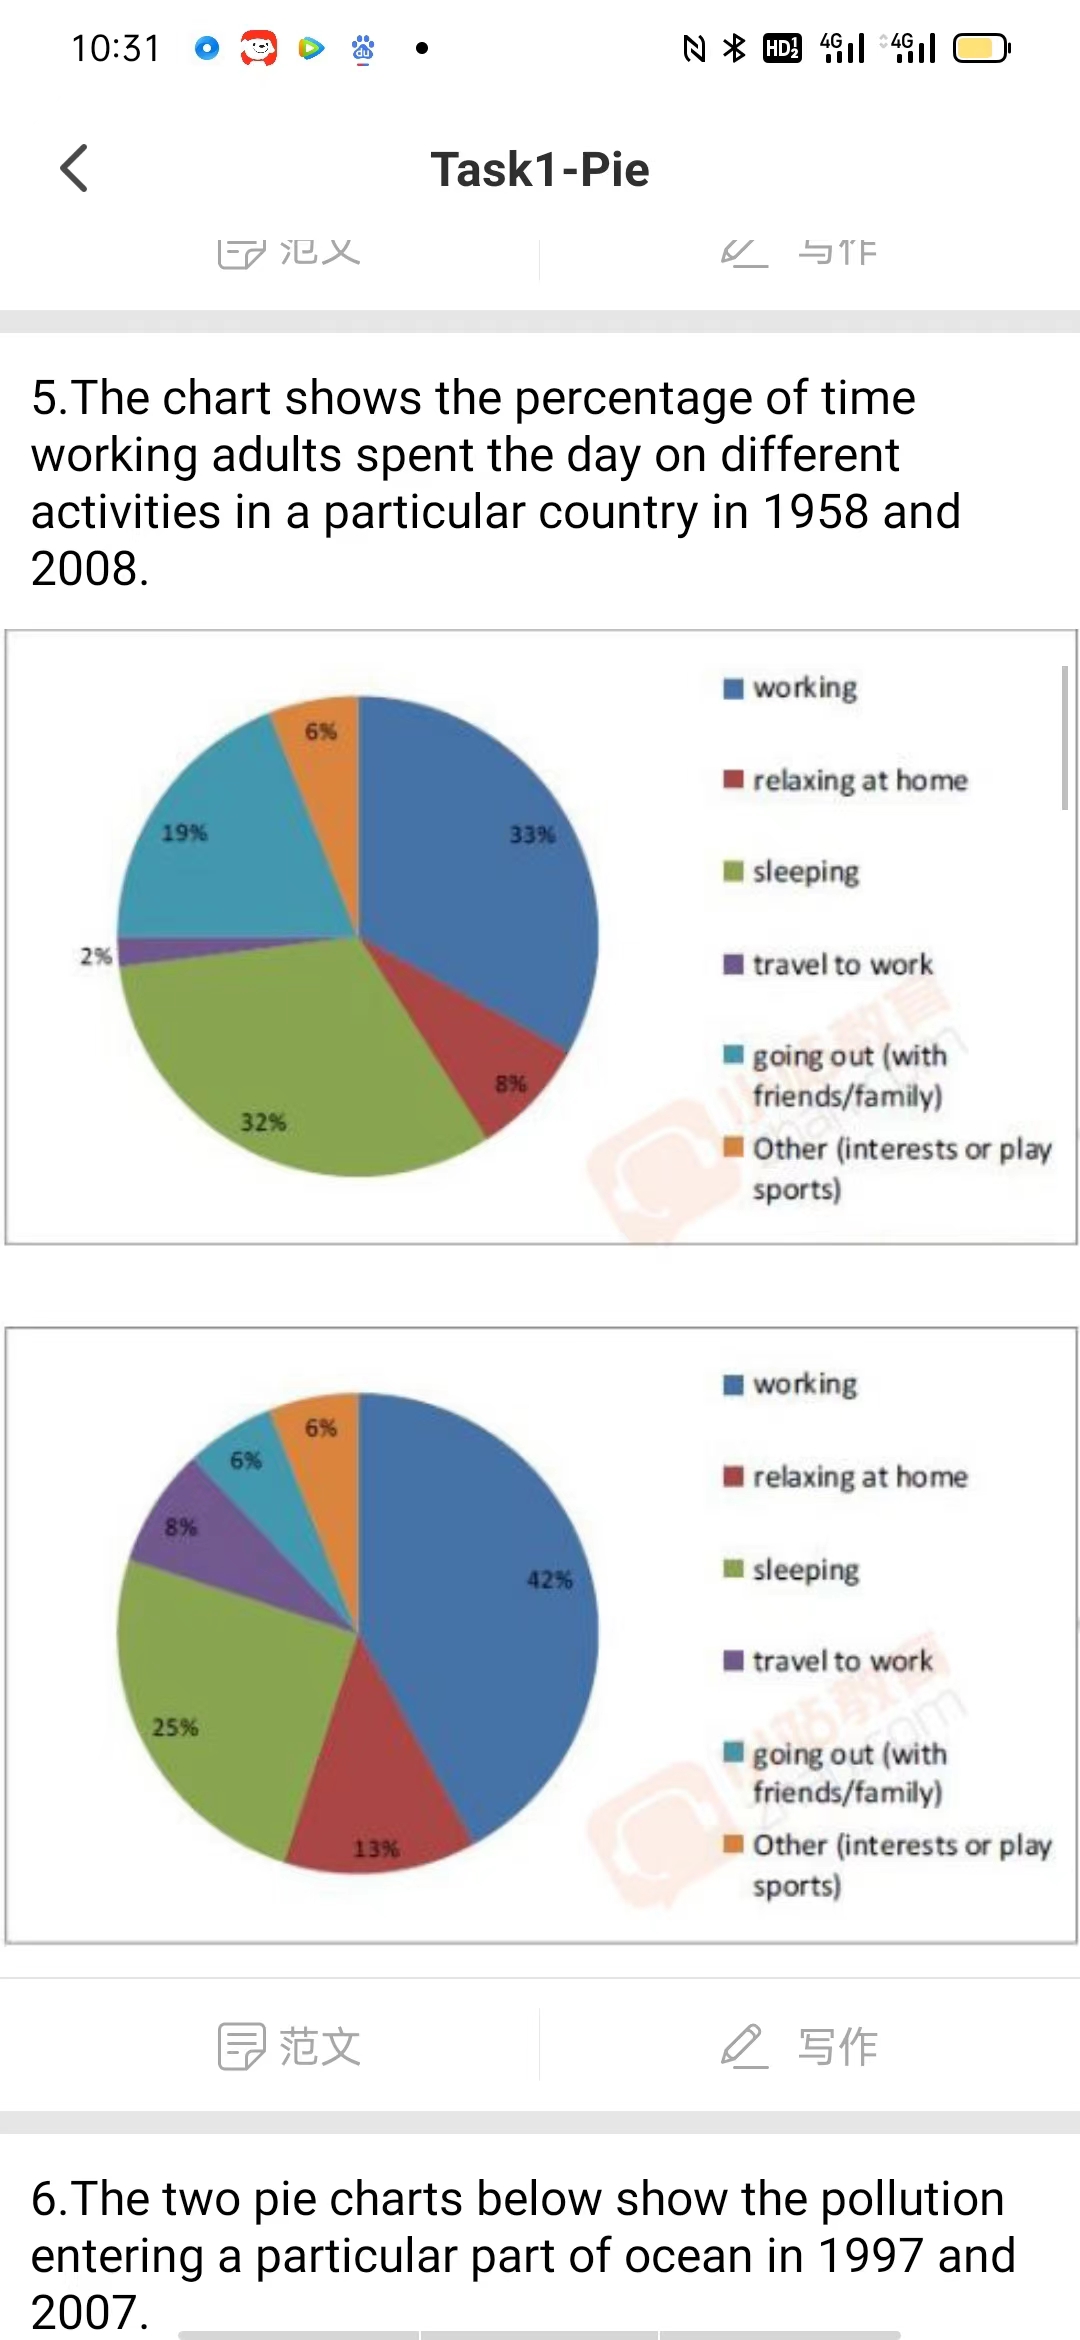 10:31
HD 1 2 4G 4G
Task1-Pie
范文 写作
5.The chart shows the percentage of time
working adults spent the day on different
activities in a particular country in 1958 and
2008.
6%
19%
33%
2%
8%
32%
working
relaxing at home
sleeping
travel to work
going out (with
friends/family)
Other (interests or play
sports)
6%
6%
8%
42%
25%
13%
working
relaxing at home
sleeping
travel to work
going out (with
friends/family)
Other (interests or play
sports)
范文 写作
6.The two pie charts below show the pollution
entering a particular part of ocean in 1997 and
2007.